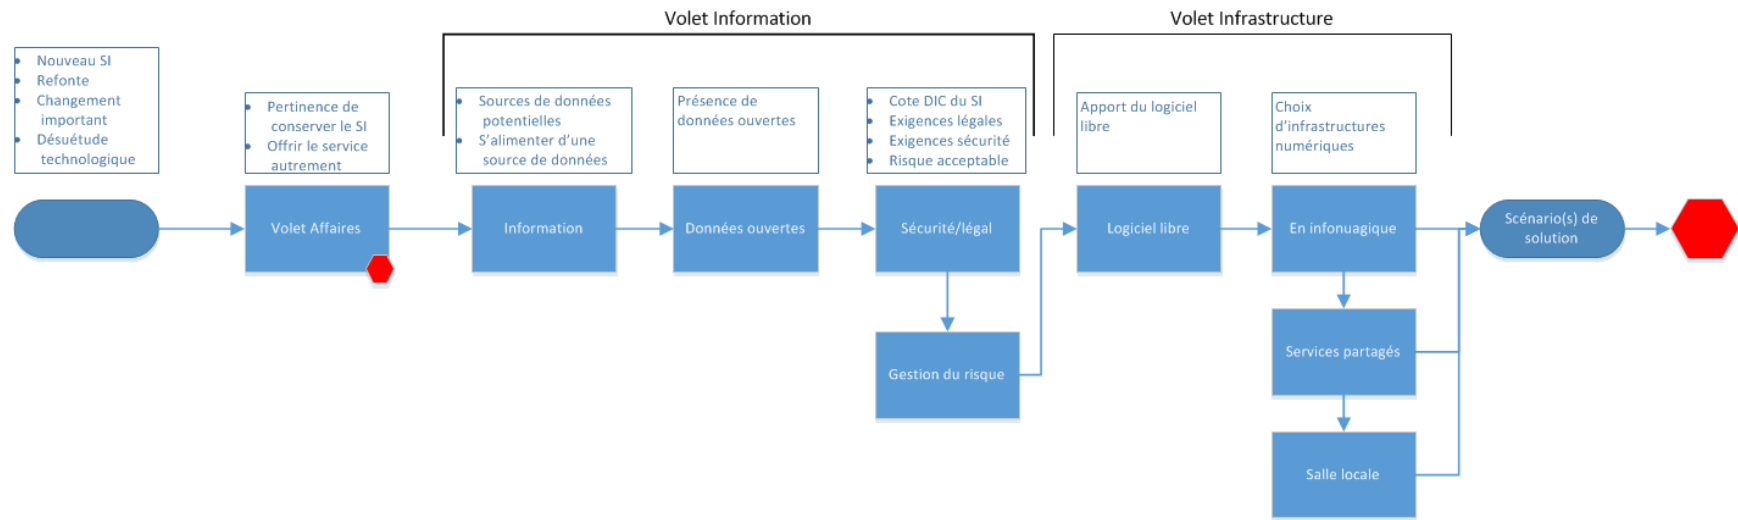 Volet Information
Volet Infrastructure
• Nouveau SI
• Refonte
• Changement
important
• Désuétude
technologique
• Pertinence de
conserver le SI
• Offrir le service
autrement
• Sources de données
potentielles
• S’alimenter d’une
source de données
Présence de
données ouvertes
• Cote DIC du SI
• Exigences légales
• Exigences sécurité
• Risque acceptable
Apport du logiciel
libre
Choix
d’infrastructures
numériques
Volet Affaires
Information
Données ouvertes
Sécurité/légal
Logiciel libre
En infonuagique
Scénario(s) de
solution
Gestion du risque
Services partagés
Salle locale